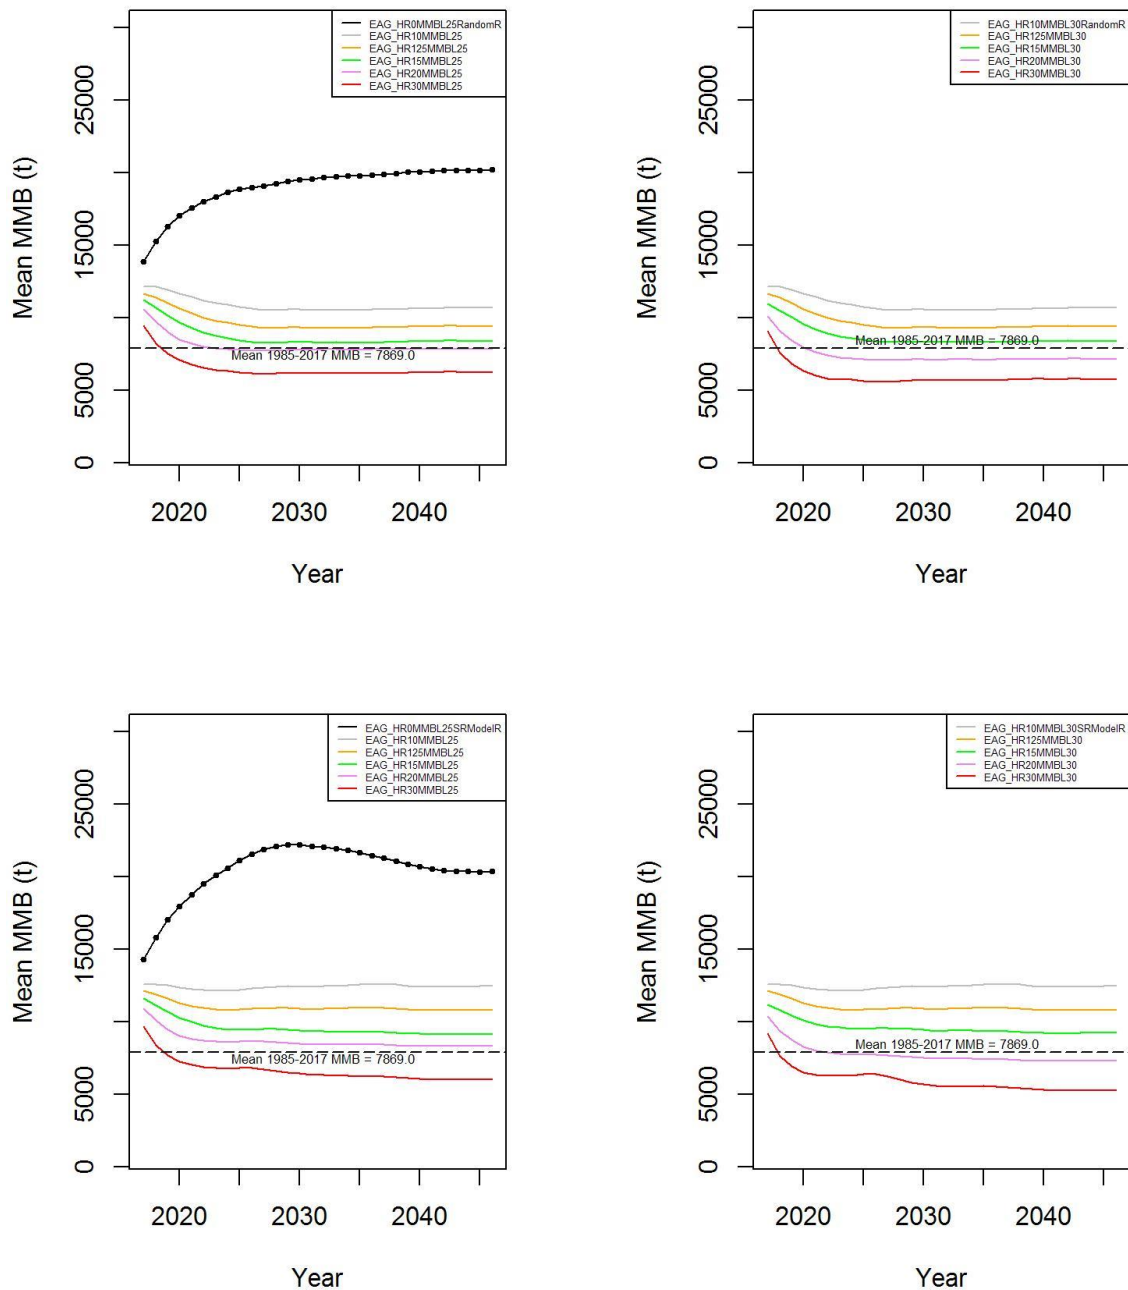 EAG_HR0MMBL25RandomR
EAG_HR10MMBL25
EAG_HR125MMBL25
EAG_HR15MMBL25
EAG_HR20MMBL25
EAG_HR30MMBL25
Mean MMB (t)
25000
15000
5000
0
Mean 1985-2017 MMB = 7869.0
2020 2030 2040
Year
EAG_HR10MMBL30RandomR
EAG_HR125MMBL30
EAG_HR15MMBL30
EAG_HR20MMBL30
EAG_HR30MMBL30
Mean MMB (t)
25000
15000
5000
0
Mean 1985-2017 MMB = 7869.0
2020 2030 2040
Year
EAG_HR0MMBL25SRModelR
EAG_HR10MMBL25
EAG_HR125MMBL25
EAG_HR15MMBL25
EAG_HR20MMBL25
EAG_HR30MMBL25
Mean MMB (t)
25000
15000
5000
0
Mean 1985-2017 MMB = 7869.0
2020 2030 2040
Year
EAG_HR10MMBL30SRModelR
EAG_HR125MMBL30
EAG_HR15MMBL30
EAG_HR20MMBL30
EAG_HR30MMBL30
Mean MMB (t)
25000
15000
5000
0
Mean 1985-2017 MMB = 7869.0
2020 2030 2040
Year